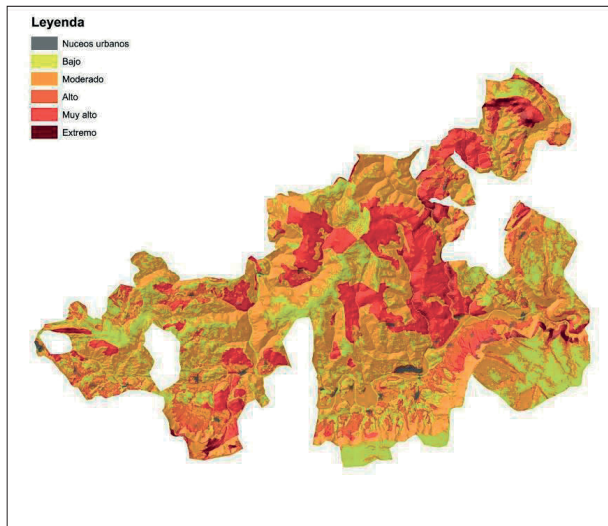 Leyenda
Nuceos urbanos
Bajo
Moderado
Alto
Muy alto
Extremo